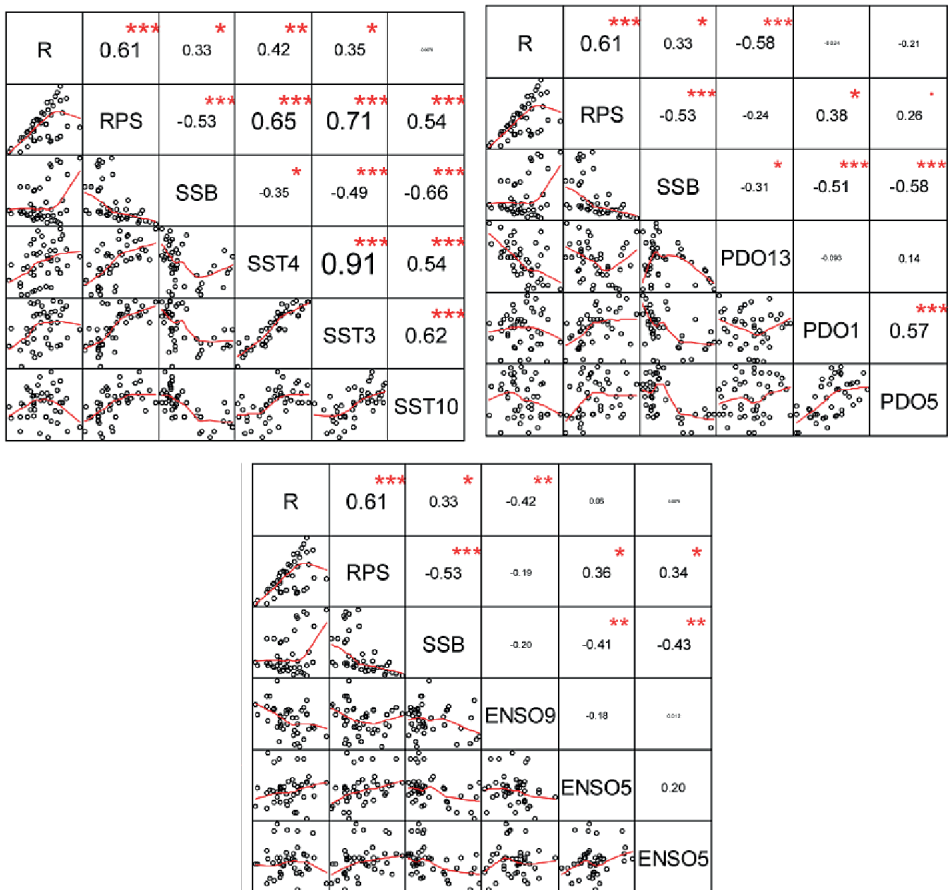 *** * ** *
R 0.61 0.33 0.42 0.35
*** *** *** ***
RPS -0.53 0.65 0.71 0.54
* *** ***
SSB -0.35 -0.49 -0.66
*** ***
SST4 0.91 0.54
***
SST3 0.62
SST10
*** * ***
R 0.61 0.33 -0.58 -0.21
*** * .
RPS -0.53 -0.24 0.38 0.26
* *** ***
SSB -0.31 -0.51 -0.58
PDO13 -0.093 0.14
***
PDO1 0.57
PDO5
*** * **
R 0.61 0.33 -0.42 0.06
*** * *
RPS -0.53 -0.19 0.36 0.34
** **
SSB -0.20 -0.41 -0.43
ENSO9 -0.18
ENSO5 0.20
ENSO5